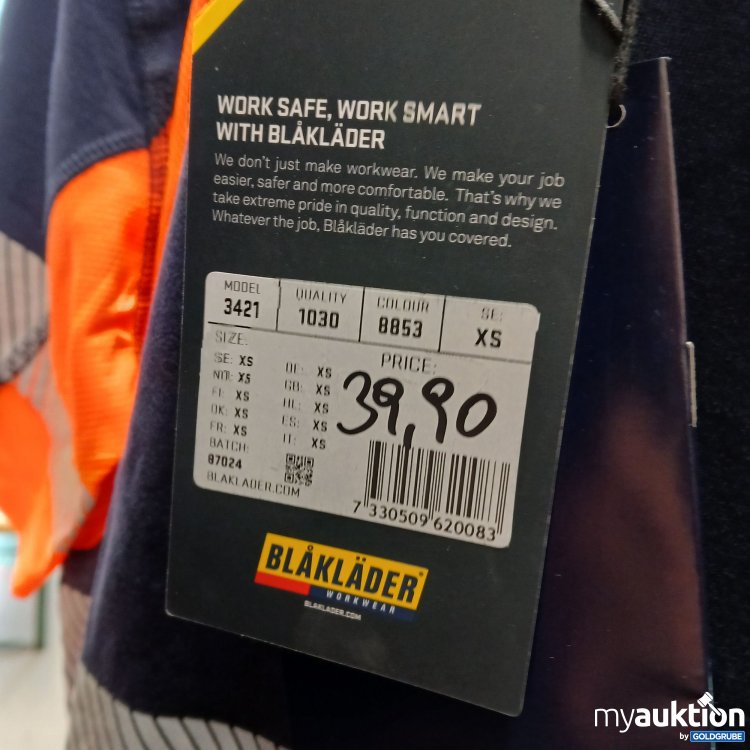 WORK SAFE, WORK SMART
WITH BLÅKLÄDER
We don't just make workwear. We make your job
easier, safer and more comfortable. That's why we
take extreme pride in quality, function and design.
Whatever the job, Blåkläder has you covered.
MODEL QUALITY COLOUR SE:
3421 1030 8853 XS
SIZE: PRICE:
SE: XS DE: XS
NO: XS GB: XS
FI: XS NL: XS
DK: XS ES: XS
FR: XS IT: XS
39,90
BATCH:
87024
BLAKLADER.COM
7 330509 620083
BLÅKLÄDER®
WORKWEAR
BLAKLADER.COM
myauktion
by GOLDGRUBE